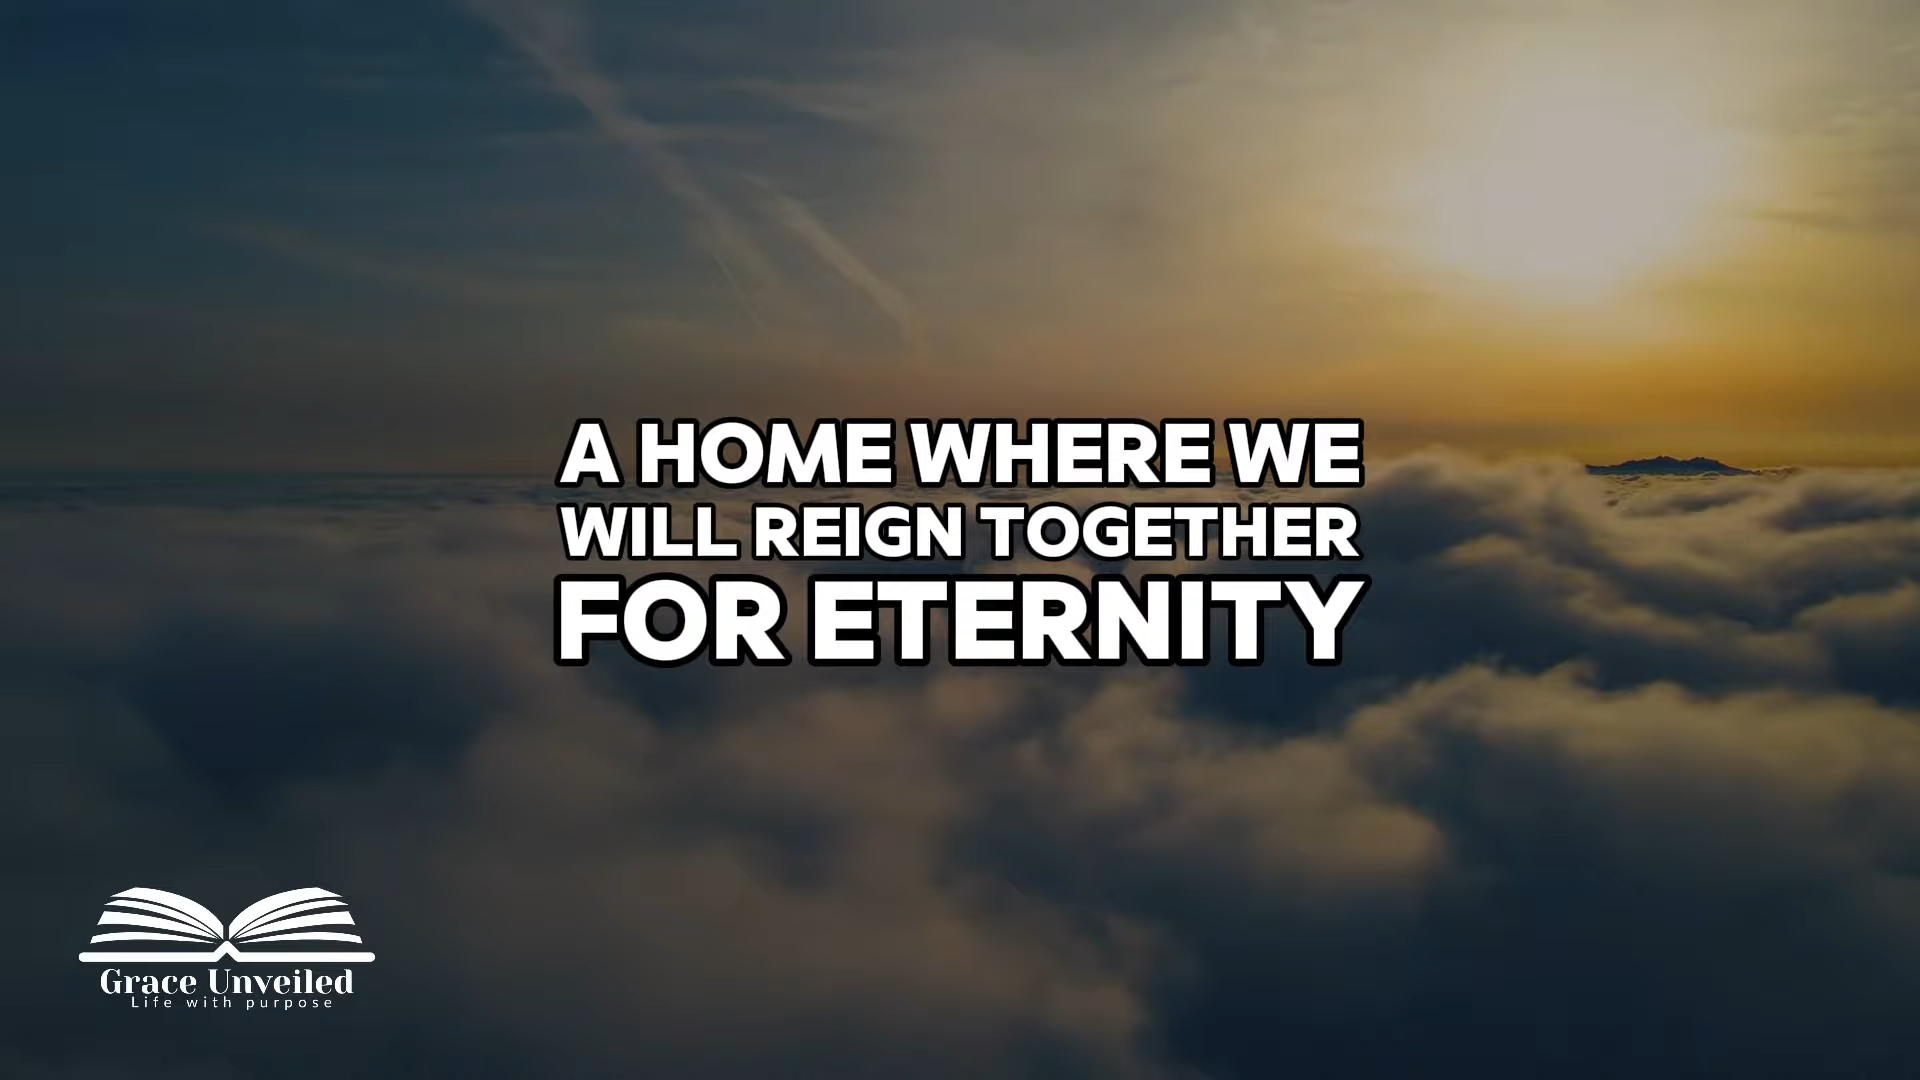 A HOME WHERE WE
WILL REIGN TOGETHER
FOR ETERNITY
Grace Unveiled
Life with purpose